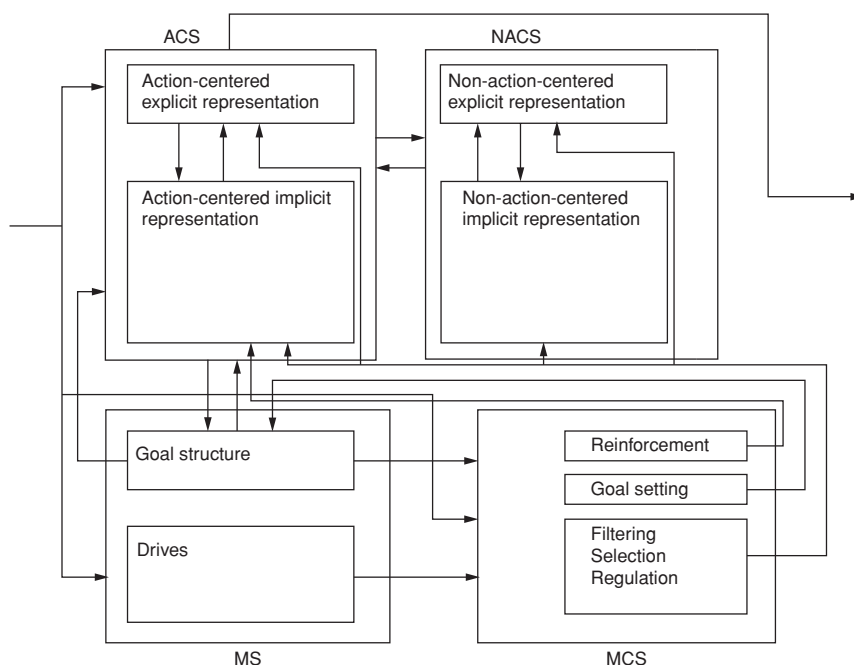 ACS
NACS
Action-centered
explicit representation
Non-action-centered
explicit representation
Action-centered implicit
representation
Non-action-centered
implicit representation
Goal structure
Reinforcement
Goal setting
Drives
Filtering
Selection
Regulation
MS
MCS